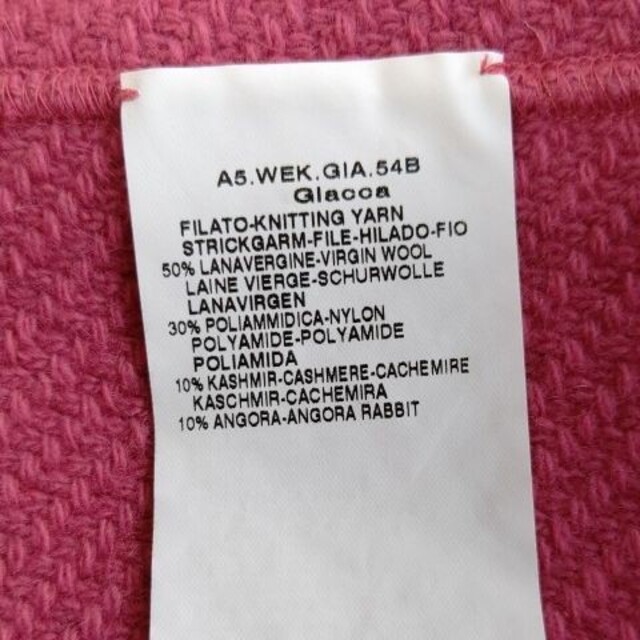 A5.WEK.GIA.54B
Giacca
FILATO-KNITTING YARN
STRICKGARM-FILE-HILADO-FIO
50% LANAVERGINE-VIRGIN WOOL
LAINE VIERGE-SCHURWOLLE
LANAVIRGEN
30% POLIAMMIDICA-NYLON
POLYAMIDE-POLYAMIDE
POLIAMIDA
10% KASHMIR-CASHMERE-CACHEMIRE
KASCHMIR-CACHEMIRA
10% ANGORA-ANGORA RABBIT